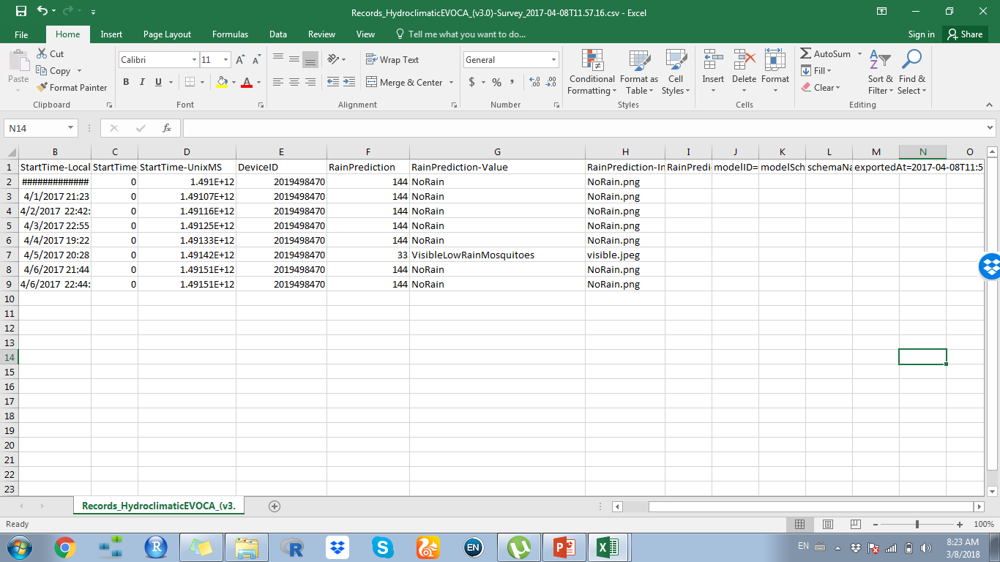 Records_HydroclimaticEVOCA_(v3.0)-Survey_2017-04-08T11.57.16.csv - Excel
File Home Insert Page Layout Formulas Data Review View Tell me what you want to do... Sign in Share
Paste Cut Copy Format Painter Clipboard
Calibri 11 A A B I U A Font
Wrap Text Merge & Center Alignment
General $ % , .00 .0 Number
Conditional Formatting Format as Table Cell Styles Styles
Insert Delete Format Cells
AutoSum Fill Clear Sort & Filter Find & Select Editing
N14 fx
B C D E F G H I J K L M N O
1 StartTime-Local StartTime StartTime-UnixMS DeviceID RainPrediction RainPrediction-Value RainPrediction-In RainPredi modelID= modelSch schemaNa exportedAt=2017-04-08T11:5
2 ############# 0 1.491E+12 2019498470 144 NoRain NoRain.png
3 4/1/2017 21:23 0 1.49107E+12 2019498470 144 NoRain NoRain.png
4 4/2/2017 22:42: 0 1.49116E+12 2019498470 144 NoRain NoRain.png
5 4/3/2017 22:55 0 1.49125E+12 2019498470 144 NoRain NoRain.png
6 4/4/2017 19:22 0 1.49133E+12 2019498470 144 NoRain NoRain.png
7 4/5/2017 20:28 0 1.49142E+12 2019498470 33 VisibleLowRainMosquitoes visible.jpeg
8 4/6/2017 21:44 0 1.49151E+12 2019498470 144 NoRain NoRain.png
9 4/6/2017 22:44: 0 1.49151E+12 2019498470 144 NoRain NoRain.png
10
11
12
13
14
15
16
17
18
19
20
21
22
23
Records_HydroclimaticEVOCA_(v3.
Ready 100%
EN EN 8:23 AM
3/8/2018